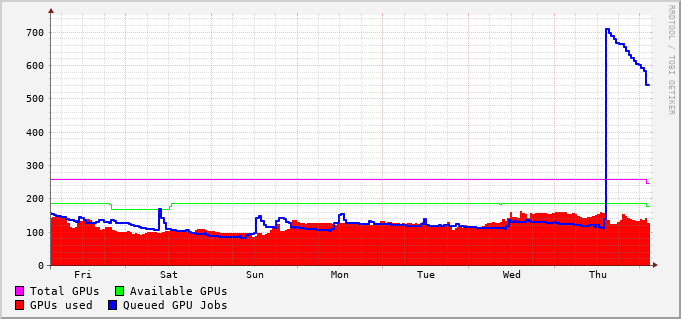 RRDTOOL / TOBI OETIKER
700
600
500
400
300
200
100
0
Fri Sat Sun Mon Tue Wed Thu
Total GPUs Available GPUs
GPUs used Queued GPU Jobs